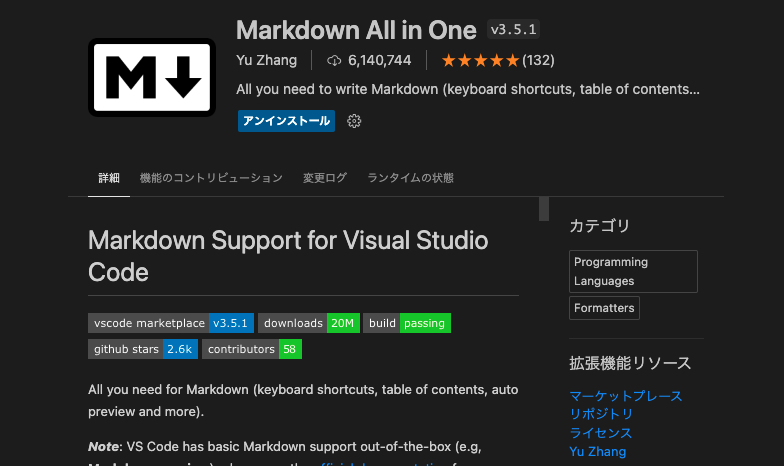 Markdown All in One v3.5.1
Yu Zhang 6,140,744 (132)
All you need to write Markdown (keyboard shortcuts, table of contents...
アンインストール
詳細 機能のコントリビューション 変更ログ ランタイムの状態
Markdown Support for Visual Studio
Code
vscode marketplace v3.5.1 downloads 20M build passing
github stars 2.6k contributors 58
All you need for Markdown (keyboard shortcuts, table of contents, auto
preview and more).
Note: VS Code has basic Markdown support out-of-the-box (e.g,
カテゴリ
Programming
Languages
Formatters
拡張機能リソース
マーケットプレース
リポジトリ
ライセンス
Yu Zhang